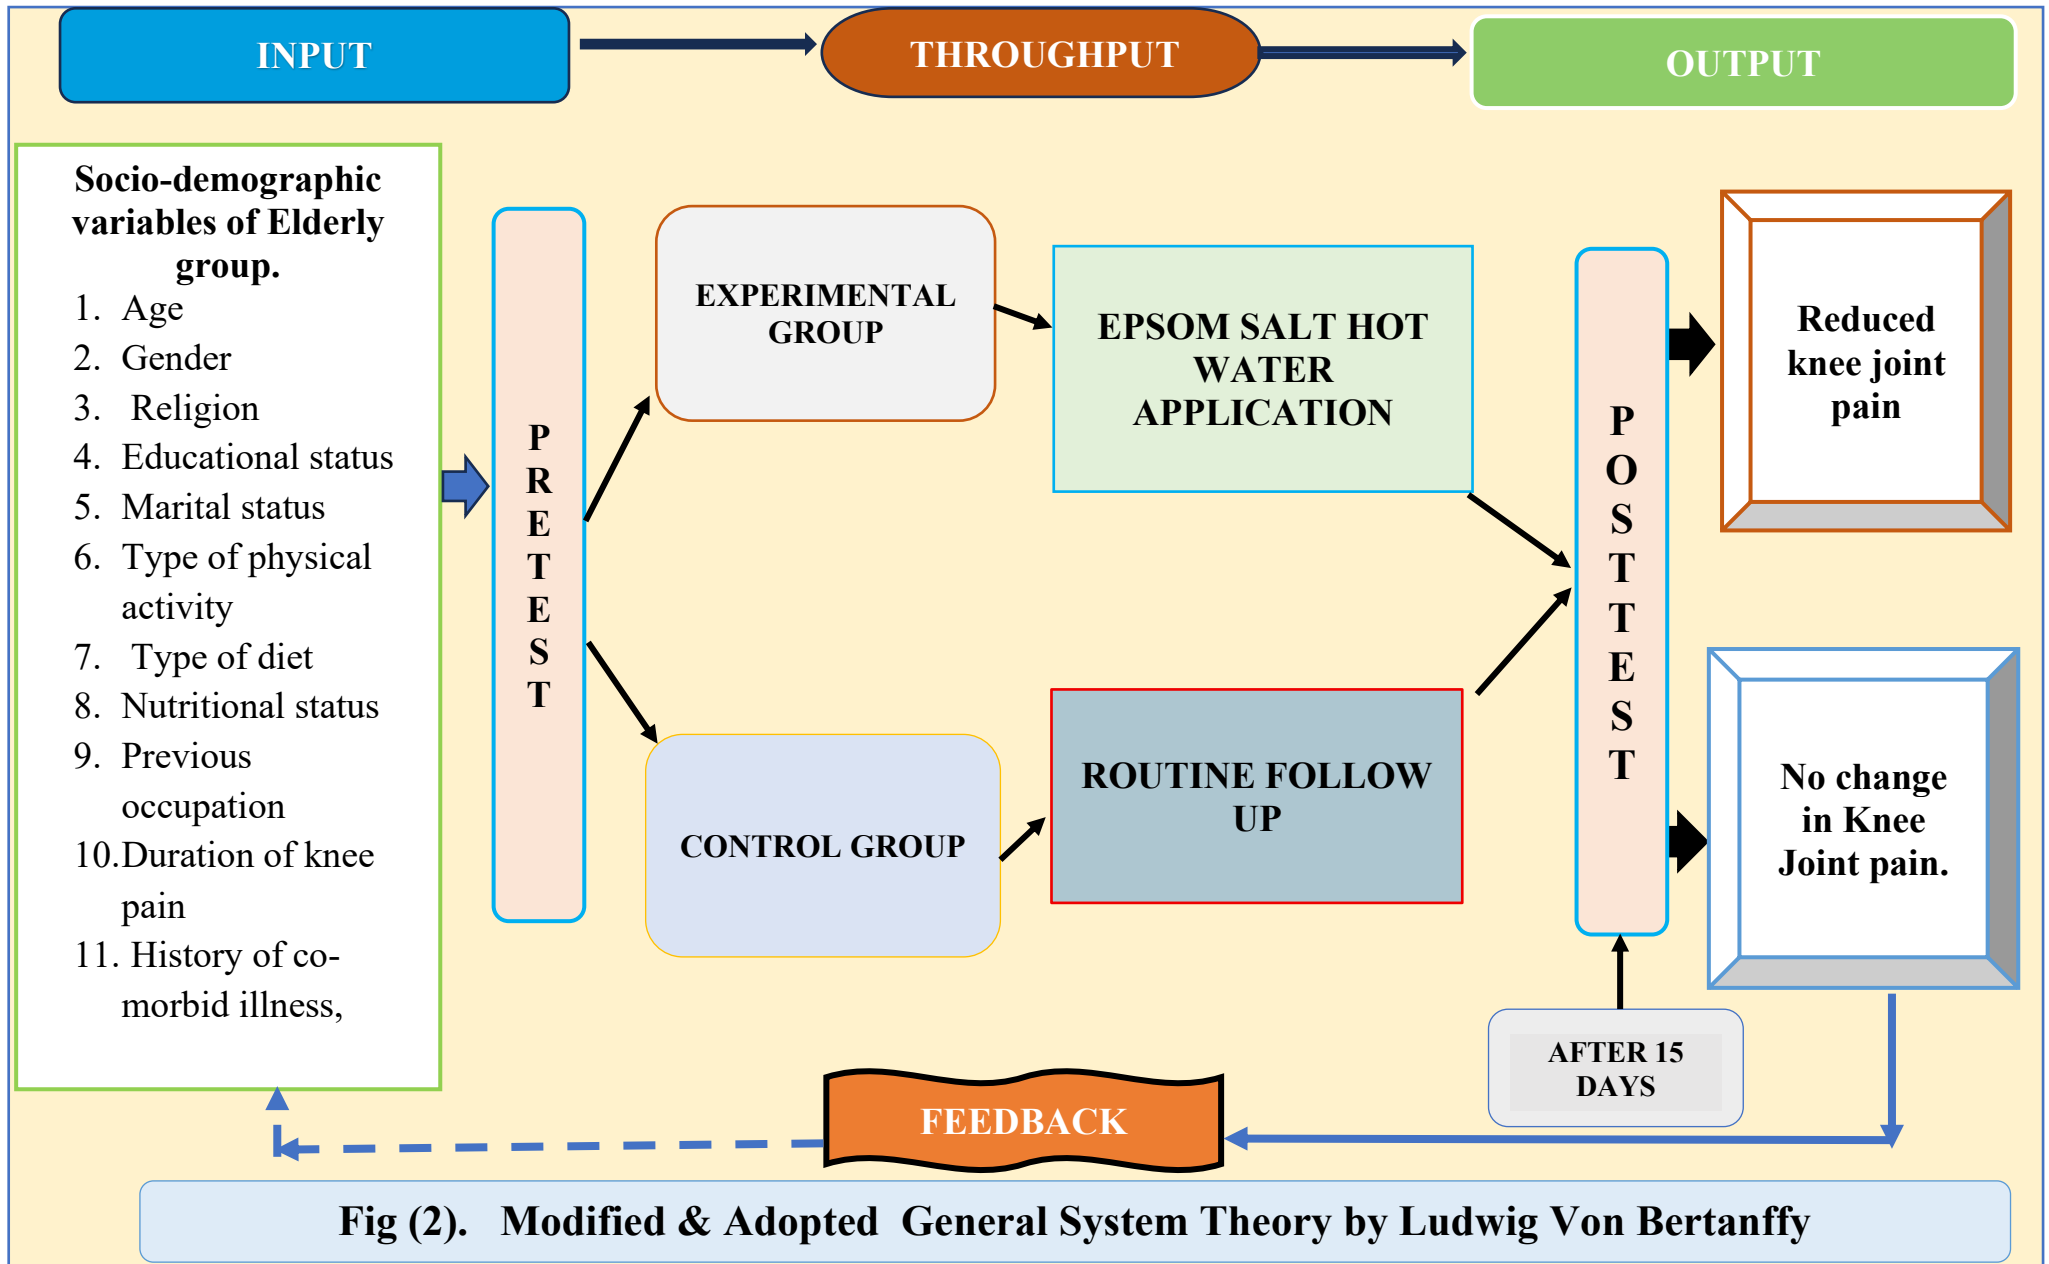 INPUT
THROUGHPUT
OUTPUT
Socio-demographic
variables of Elderly
group.
1. Age
2. Gender
3. Religion
4. Educational status
5. Marital status
6. Type of physical
activity
7. Type of diet
8. Nutritional status
9. Previous
occupation
10.Duration of knee
pain
11. History of co-
morbid illness,
P
R
E
T
E
S
T
EXPERIMENTAL
GROUP
EPSOM SALT HOT
WATER
APPLICATION
CONTROL GROUP
ROUTINE FOLLOW
UP
P
O
S
T
T
E
S
T
AFTER 15
DAYS
Reduced
knee joint
pain
No change
in Knee
Joint pain.
FEEDBACK
Fig (2). Modified & Adopted General System Theory by Ludwig Von Bertanffy